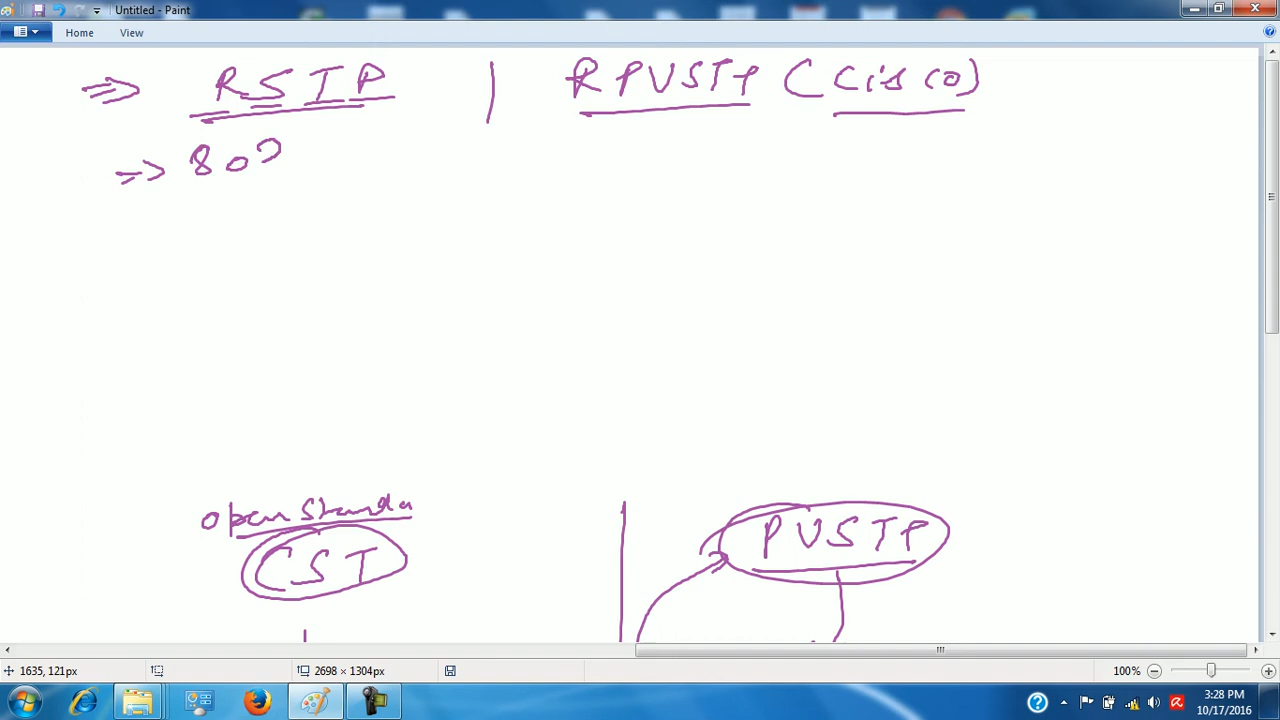 Untitled - Paint
Home View
=> RSTP | RPVSTP (Cisco)
=> 80
open Standa
CST
PVSTP
1635, 121px
2698 × 1304px
100%
3:28 PM
10/17/2016